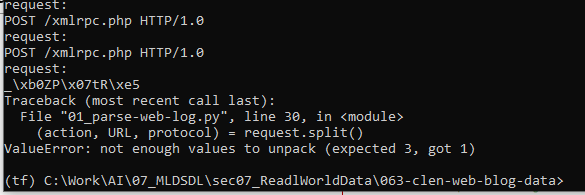 request:
POST /xmlrpc.php HTTP/1.0
request:
POST /xmlrpc.php HTTP/1.0
request:
_\xb0ZP\x07tR\xe5
Traceback (most recent call last):
  File "01_parse-web-log.py", line 30, in <module>
    (action, URL, protocol) = request.split()
ValueError: not enough values to unpack (expected 3, got 1)
(tf) C:\Work\AI\07_MLDSDL\sec07_ReadlWorldData\063-clen-web-blog-data>